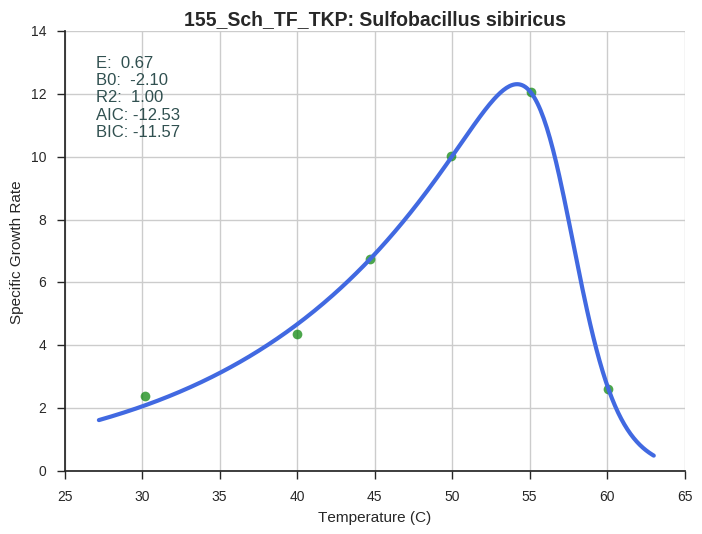 155_Sch_TF_TKP: Sulfobacillus sibiricus
14
12
10
8
6
4
2
0
E: 0.67
B0: -2.10
R2: 1.00
AIC: -12.53
BIC: -11.57
Specific Growth Rate
25 30 35 40 45 50 55 60 65
Temperature (C)